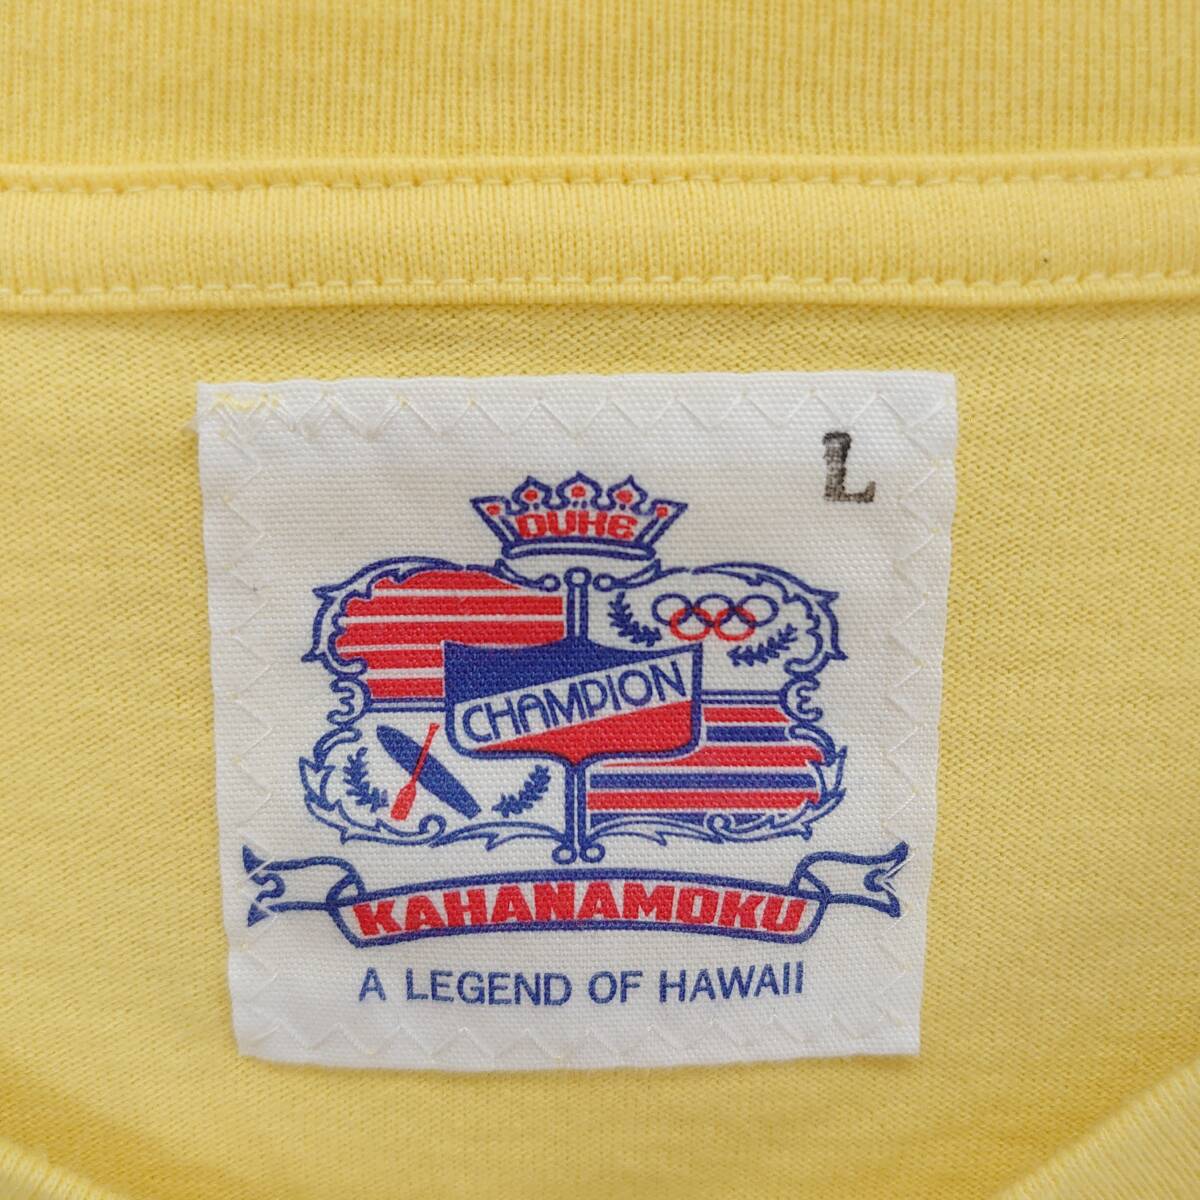 L
DUKE
CHAMPION
KAHANAMOKU
A LEGEND OF HAWAII